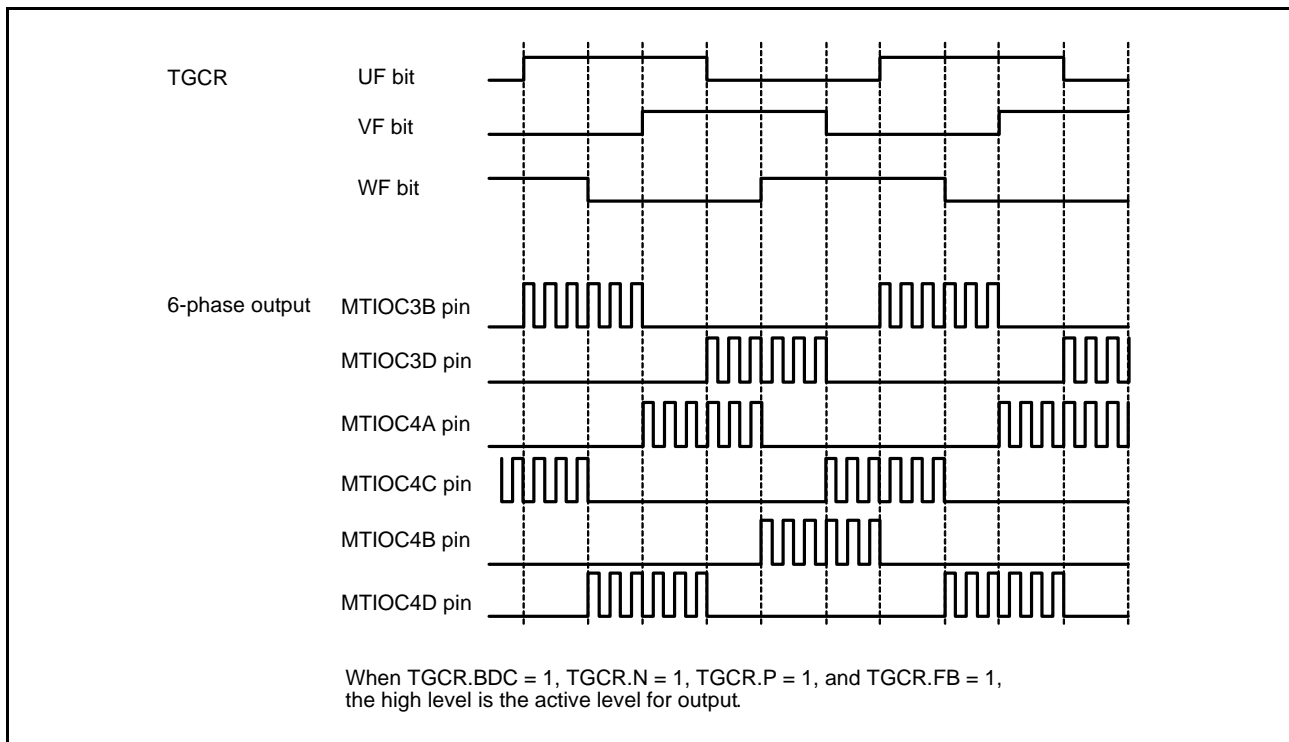 TGCR UF bit
VF bit
WF bit
6-phase output MTIOC3B pin
MTIOC3D pin
MTIOC4A pin
MTIOC4C pin
MTIOC4B pin
MTIOC4D pin
When TGCR.BDC = 1, TGCR.N = 1, TGCR.P = 1, and TGCR.FB = 1,
the high level is the active level for output.